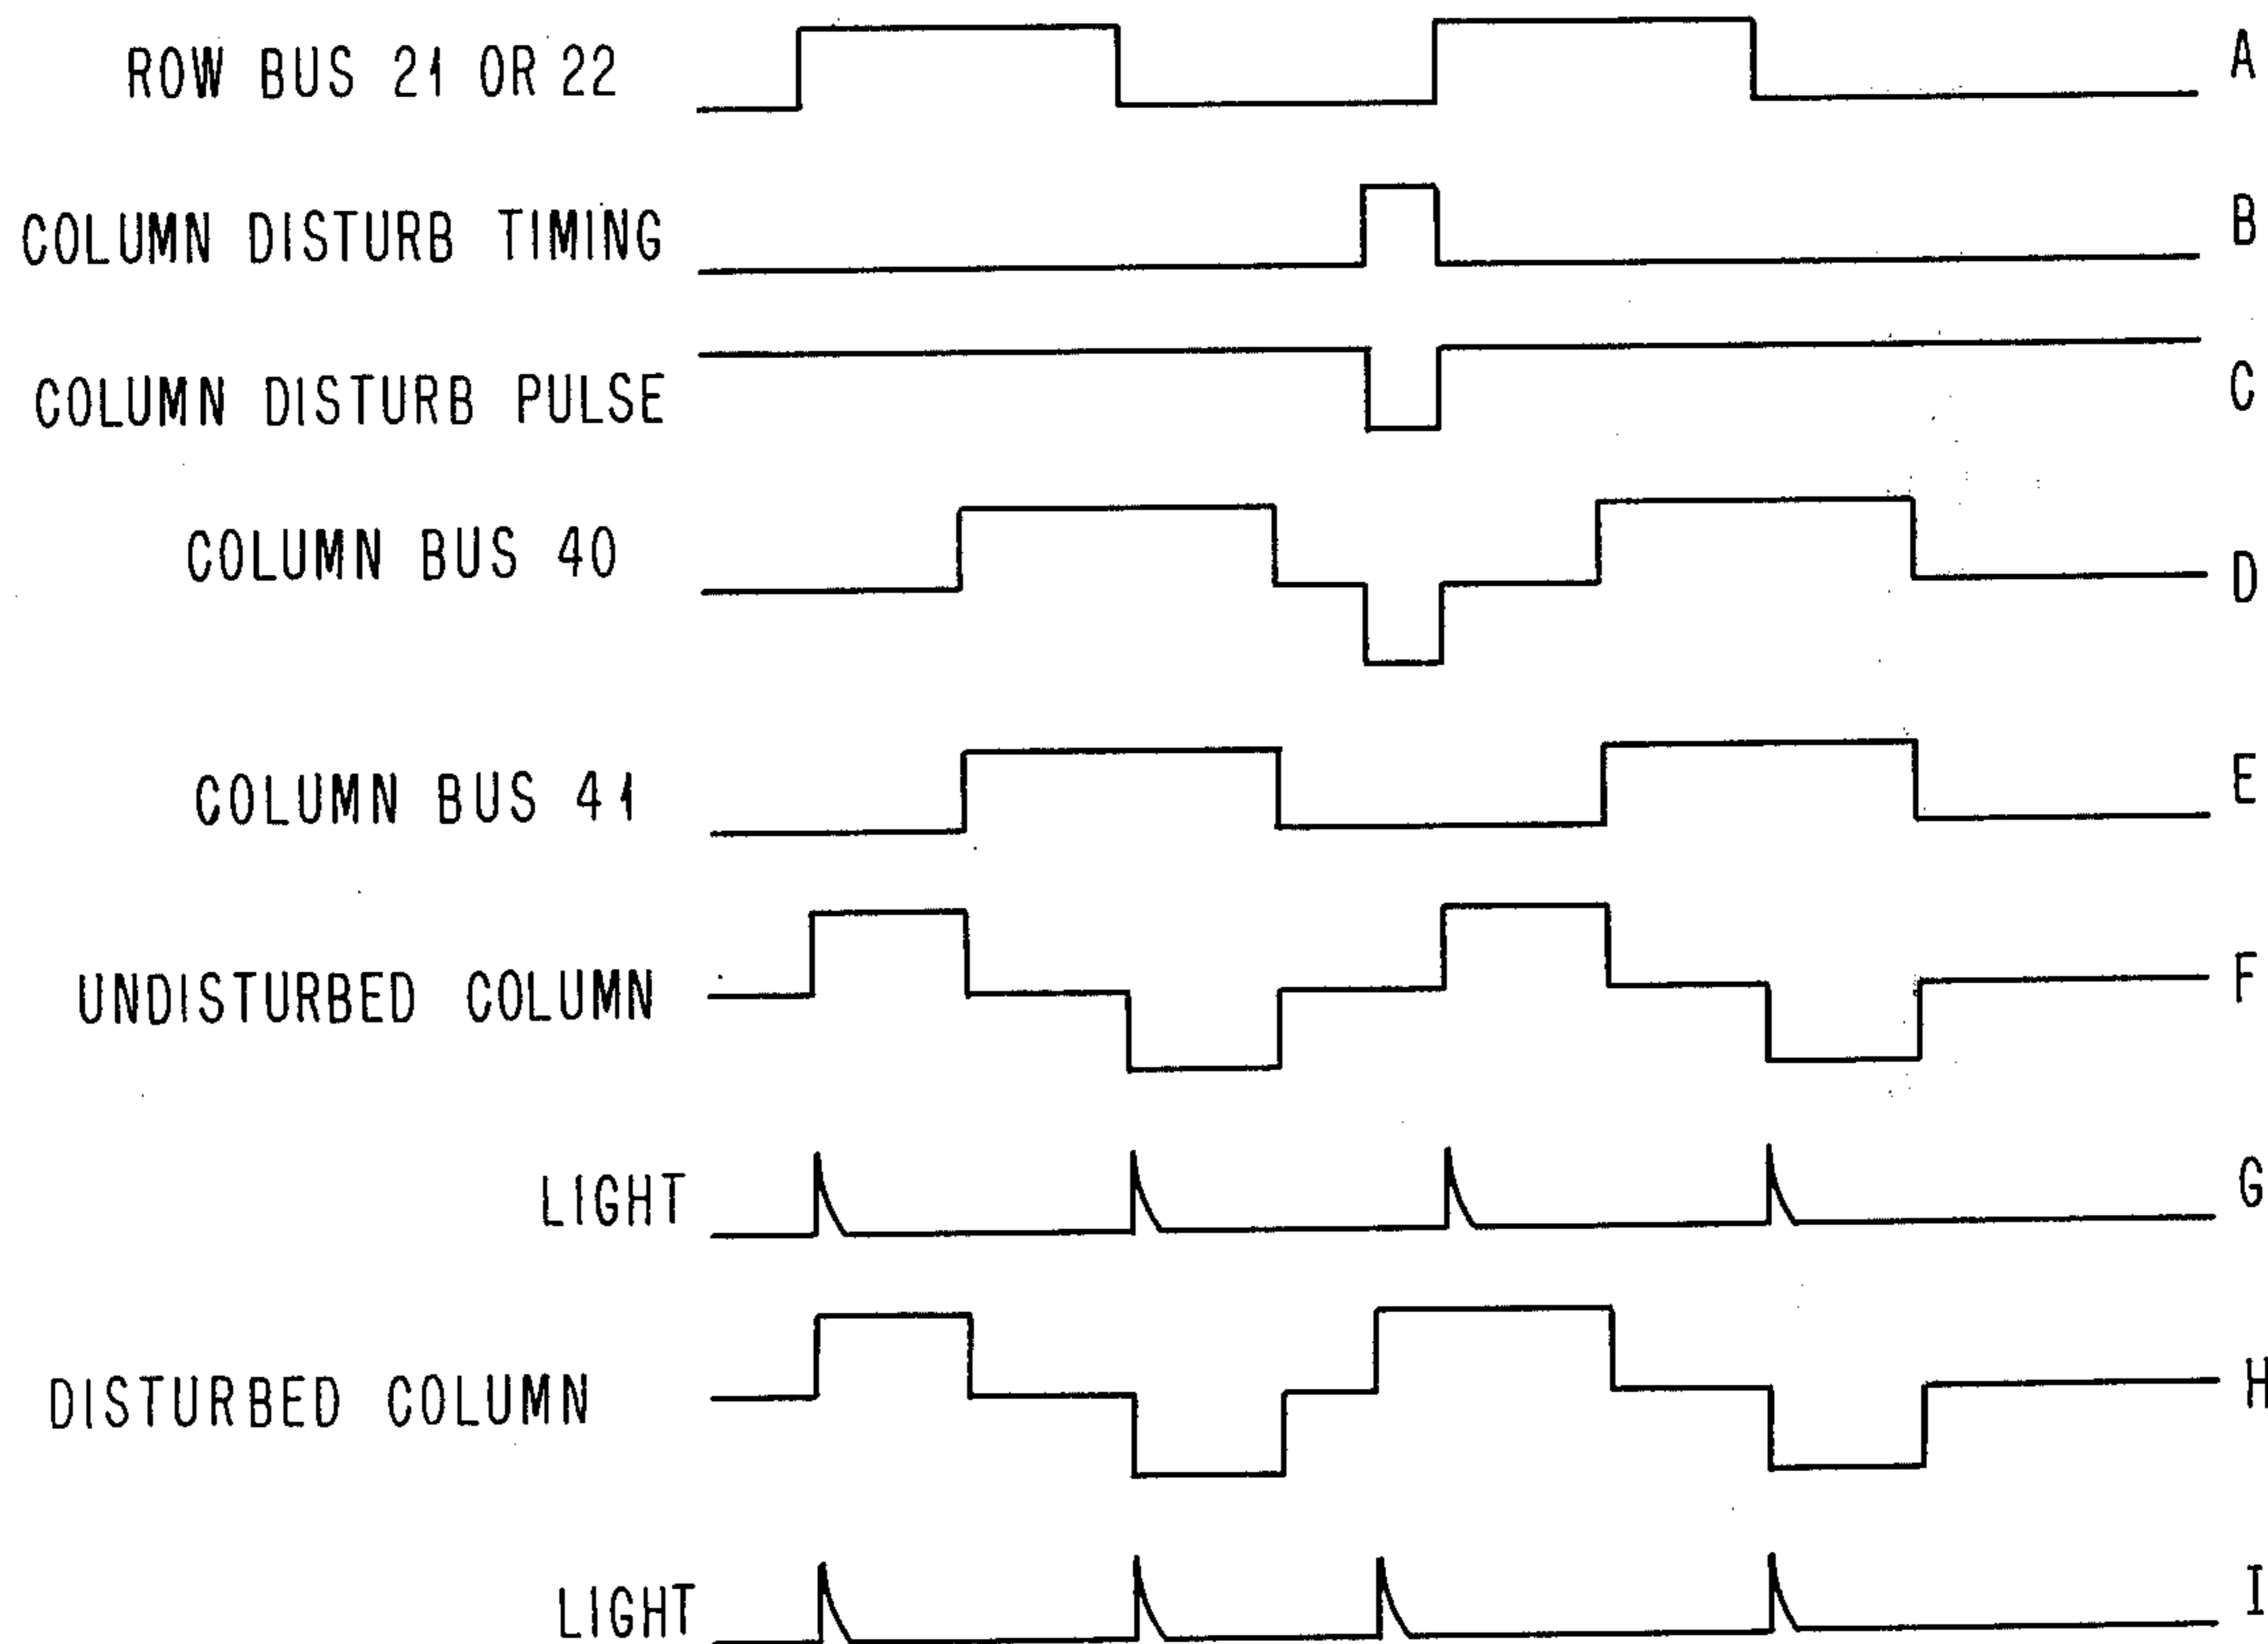 ROW BUS 21 OR 22 A
COLUMN DISTURB TIMING B
COLUMN DISTURB PULSE C
COLUMN BUS 40 D
COLUMN BUS 41 E
UNDISTURBED COLUMN F
LIGHT G
DISTURBED COLUMN H
LIGHT I